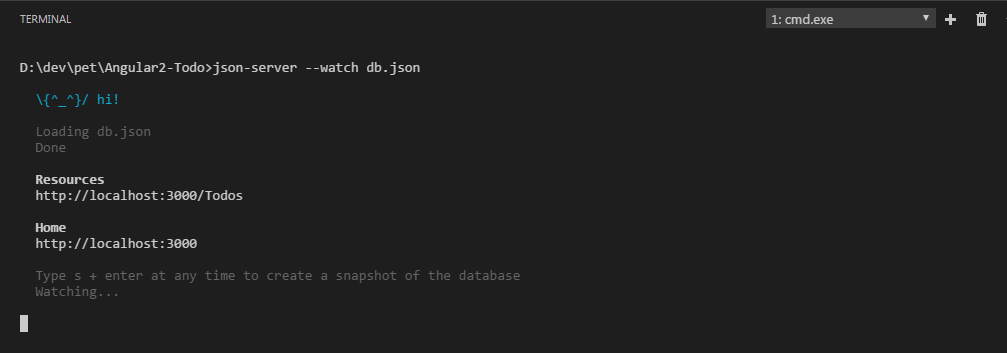 TERMINAL
1: cmd.exe
D:\dev\pet\Angular2-Todo>json-server --watch db.json
\{^_^}/ hi!
Loading db.json
Done
Resources
http://localhost:3000/Todos
Home
http://localhost:3000
Type s + enter at any time to create a snapshot of the database
Watching...